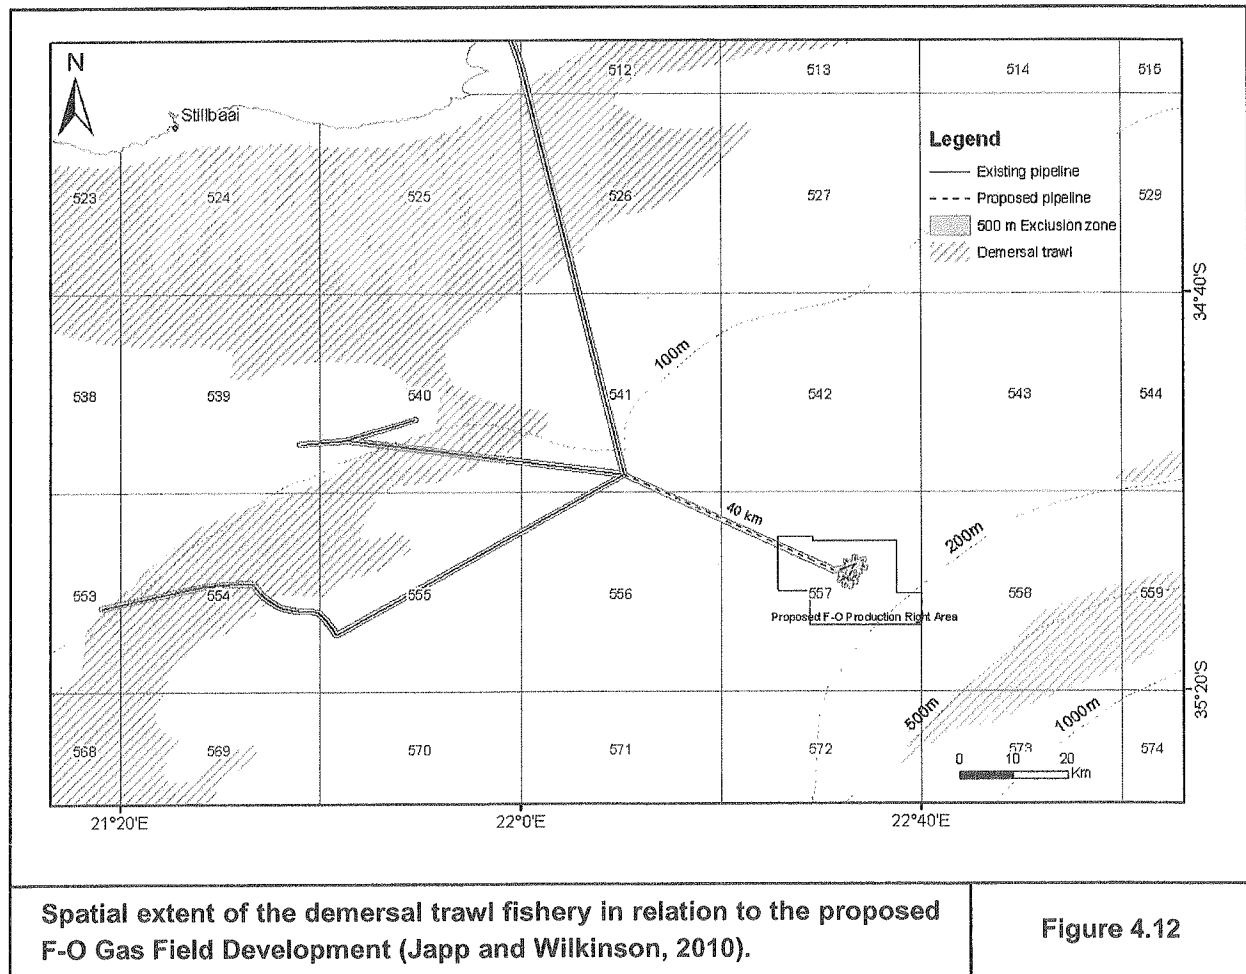 N
Stillbaai
512
513
514
515
Legend
Existing pipeline
Proposed pipeline
500 m Exclusion zone
Demersal trawl
523
524
525
526
527
529
34°40'S
100m
538
539
540
541
542
543
544
40 km
200m
553
554
555
556
557
558
559
Proposed F-O Production Right Area
35°20'S
500m
1000m
568
569
570
571
572
573
574
0 10 20
Km
21°20'E
22°0'E
22°40'E
Spatial extent of the demersal trawl fishery in relation to the proposed
F-O Gas Field Development (Japp and Wilkinson, 2010).
Figure 4.12